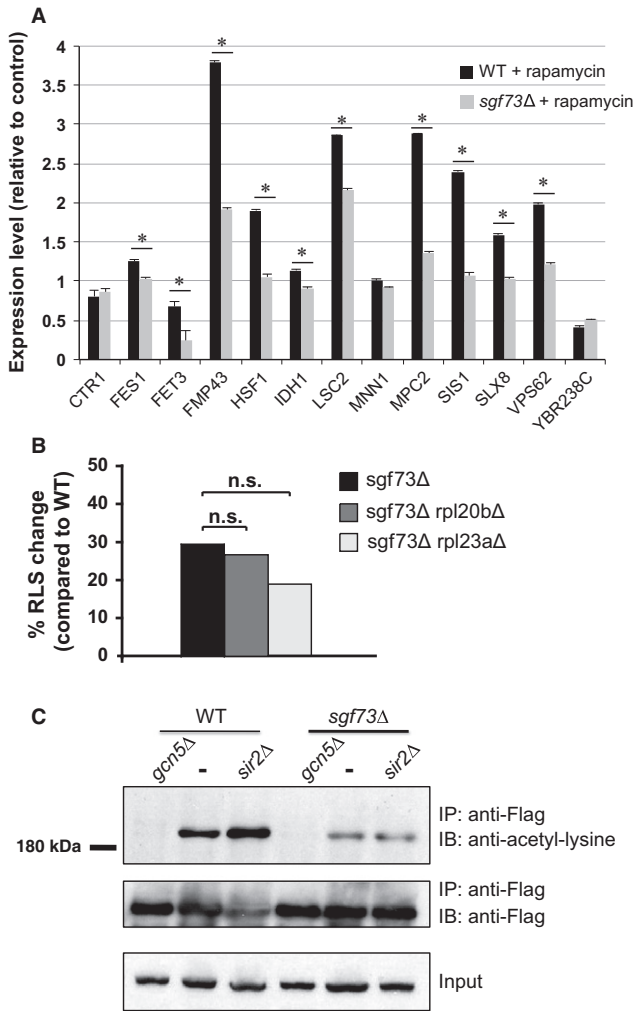 A
Expression level (relative to control)
4
3.5
3
2.5
2
1.5
1
0.5
0
WT + rapamycin
sgf73Δ + rapamycin
* * * * * * * * * * *
CTR1 FES1 FET3 FMP43 HSF1 IDH1 LSC2 MNN1 MPC2 SIS1 SLX8 VPS62 YBR238C
B
% RLS change
(compared to WT)
50
40
30
20
10
0
n.s.
n.s.
sgf73Δ
sgf73Δ rpl20bΔ
sgf73Δ rpl23aΔ
C
WT sgf73Δ
gcn5Δ - sir2Δ gcn5Δ - sir2Δ
180 kDa
IP: anti-Flag
IB: anti-acetyl-lysine
IP: anti-Flag
IB: anti-Flag
Input